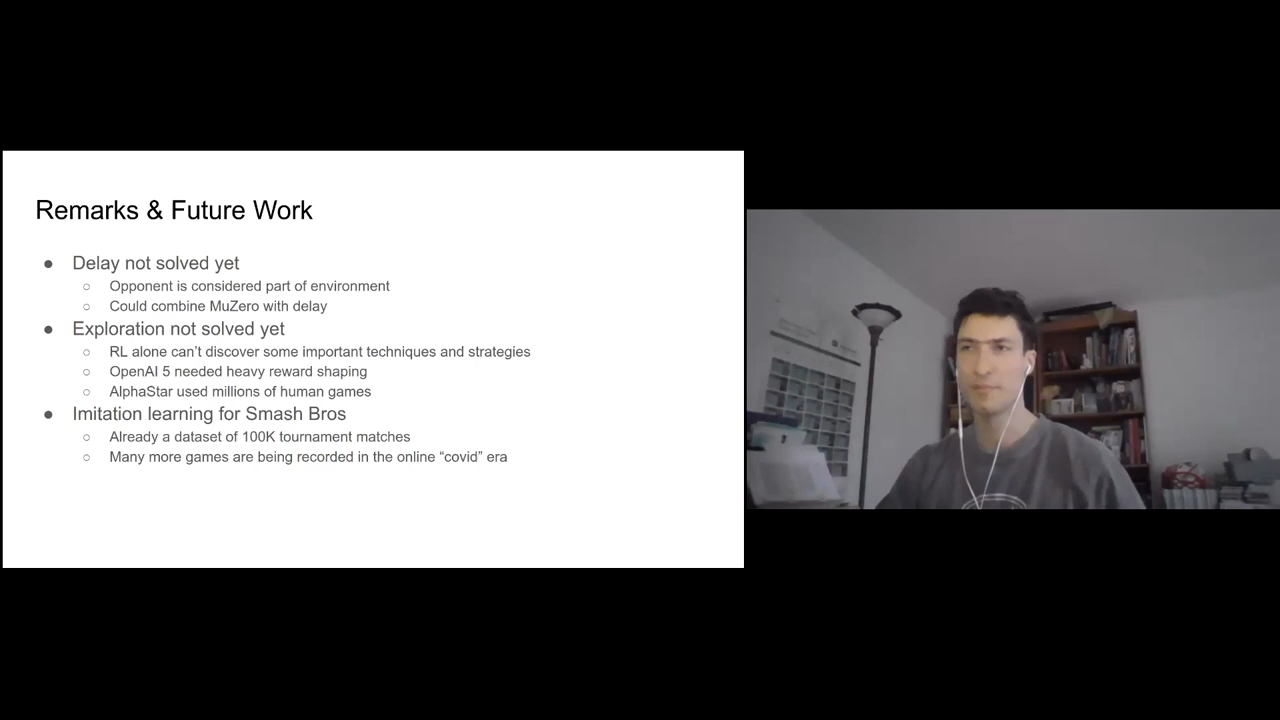 Remarks & Future Work
● Delay not solved yet
○ Opponent is considered part of environment
○ Could combine MuZero with delay
● Exploration not solved yet
○ RL alone can’t discover some important techniques and strategies
○ OpenAI 5 needed heavy reward shaping
○ AlphaStar used millions of human games
● Imitation learning for Smash Bros
○ Already a dataset of 100K tournament matches
○ Many more games are being recorded in the online “covid” era